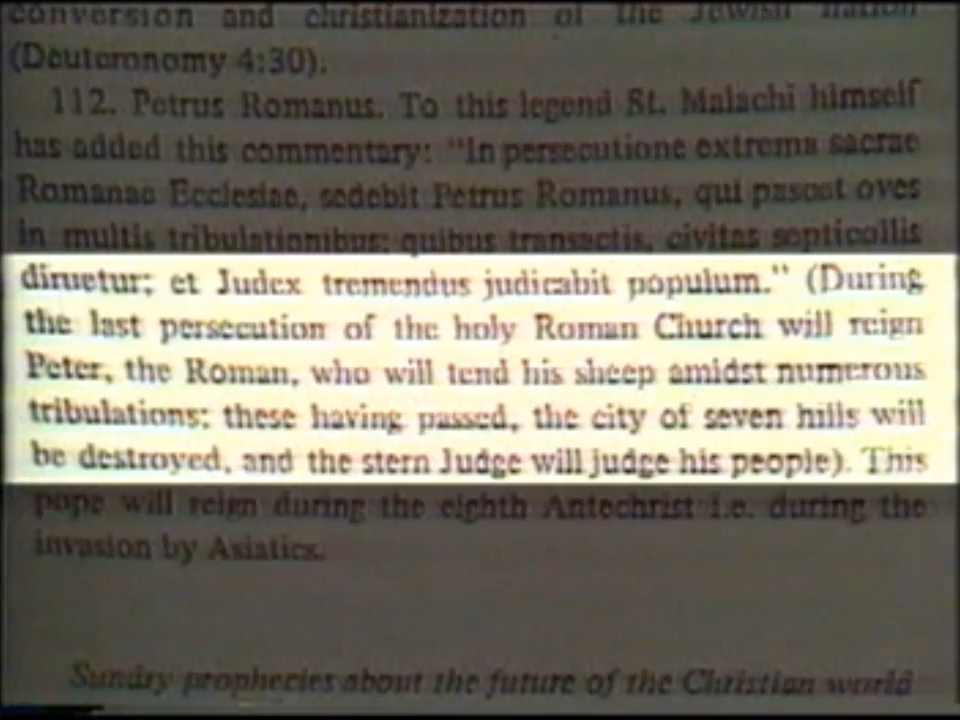 conversion and christianization of the Jewish nation
(Deuteronomy 4:30).
112. Petrus Romanus. To this legend St. Malachi himself
has added this commentary: "In persecutione extrema sacrae
Romanae Ecclesiae, sedebit Petrus Romanus, qui pascet oves
in multis tribulationibus; quibus transactis, civitas septicollis
diruetur; et Judex tremendus judicabit populum." (During
the last persecution of the holy Roman Church will reign
Peter, the Roman, who will tend his sheep amidst numerous
tribulations; these having passed, the city of seven hills will
be destroyed, and the stern Judge will judge his people). This
pope will reign during the eighth Antechrist i.e. during the
invasion by Asiatics.
Sundry prophecies about the future of the Christian world